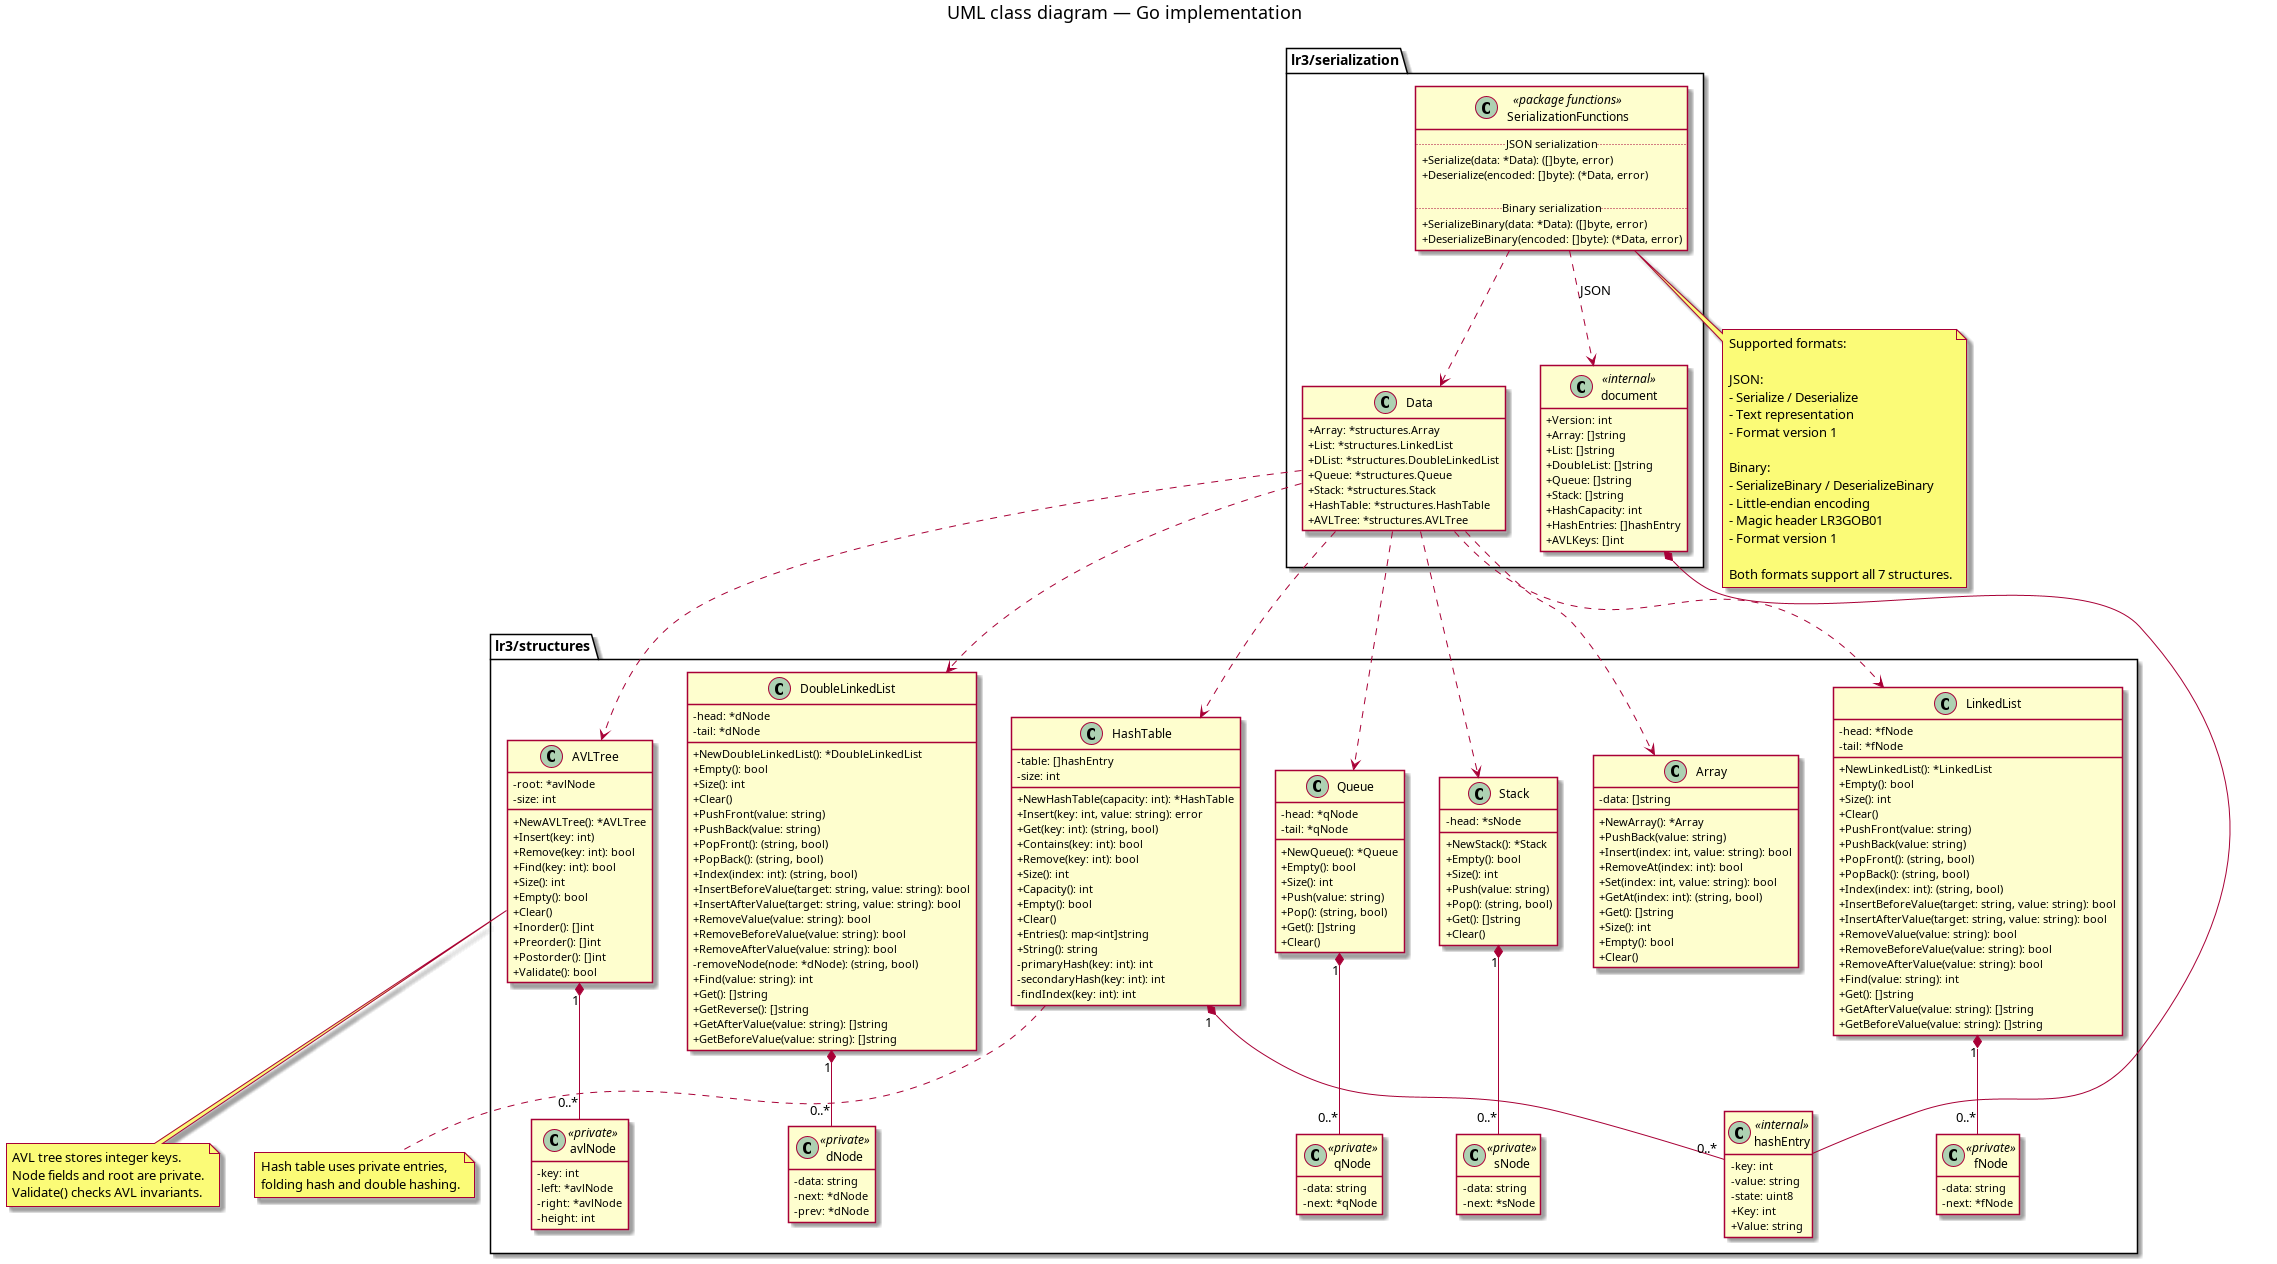 UML class diagram — Go implementation
lr3/serialization
«package functions»
SerializationFunctions
JSON serialization
+Serialize(data: *Data): ([]byte, error)
+Deserialize(encoded: []byte): (*Data, error)
Binary serialization
+SerializeBinary(data: *Data): ([]byte, error)
+DeserializeBinary(encoded: []byte): (*Data, error)
JSON
Supported formats:
JSON:
- Serialize / Deserialize
- Text representation
- Format version 1
Binary:
- SerializeBinary / DeserializeBinary
- Little-endian encoding
- Magic header LR3GOB01
- Format version 1
Both formats support all 7 structures.
C
Data
+Array: *structures.Array
+List: *structures.LinkedList
+DList: *structures.DoubleLinkedList
+Queue: *structures.Queue
+Stack: *structures.Stack
+HashTable: *structures.HashTable
+AVLTree: *structures.AVLTree
C
«internal»
document
+Version: int
+Array: []string
+List: []string
+DoubleList: []string
+Queue: []string
+Stack: []string
+HashCapacity: int
+HashEntries: []hashEntry
+AVLKeys: []int
lr3/structures
C
AVLTree
-root: *avlNode
-size: int
+NewAVLTree(): *AVLTree
+Insert(key: int)
+Remove(key: int): bool
+Find(key: int): bool
+Size(): int
+Empty(): bool
+Clear()
+Inorder(): []int
+Preorder(): []int
+Postorder(): []int
+Validate(): bool
1
0..*
C
DoubleLinkedList
-head: *dNode
-tail: *dNode
+NewDoubleLinkedList(): *DoubleLinkedList
+Empty(): bool
+Size(): int
+Clear()
+PushFront(value: string)
+PushBack(value: string)
+PopFront(): (string, bool)
+PopBack(): (string, bool)
+Index(index: int): (string, bool)
+InsertBeforeValue(target: string, value: string): bool
+InsertAfterValue(target: string, value: string): bool
+RemoveValue(value: string): bool
+RemoveBeforeValue(value: string): bool
+RemoveAfterValue(value: string): bool
-removeNode(node: *dNode): (string, bool)
+Find(value: string): int
+Get(): []string
+GetReverse(): []string
+GetAfterValue(value: string): []string
+GetBeforeValue(value: string): []string
1
0..*
C
HashTable
-table: []hashEntry
-size: int
+NewHashTable(capacity: int): *HashTable
+Insert(key: int, value: string): error
+Get(key: int): (string, bool)
+Contains(key: int): bool
+Remove(key: int): bool
+Size(): int
+Capacity(): int
+Empty(): bool
+Clear()
+Entries(): map<int]string
+String(): string
-primaryHash(key: int): int
-secondaryHash(key: int): int
-findIndex(key: int): int
1
0..*
C
Queue
-head: *qNode
-tail: *qNode
+NewQueue(): *Queue
+Empty(): bool
+Size(): int
+Push(value: string)
+Pop(): (string, bool)
+Get(): []string
+Clear()
1
0..*
C
Stack
-head: *sNode
+NewStack(): *Stack
+Empty(): bool
+Size(): int
+Push(value: string)
+Pop(): (string, bool)
+Get(): []string
+Clear()
1
0..*
C
Array
-data: []string
+NewArray(): *Array
+PushBack(value: string)
+Insert(index: int, value: string): bool
+RemoveAt(index: int): bool
+Set(index: int, value: string): bool
+GetAt(index: int): (string, bool)
+Get(): []string
+Size(): int
+Empty(): bool
+Clear()
C
LinkedList
-head: *fNode
-tail: *fNode
+NewLinkedList(): *LinkedList
+Empty(): bool
+Size(): int
+Clear()
+PushFront(value: string)
+PushBack(value: string)
+PopFront(): (string, bool)
+PopBack(): (string, bool)
+Index(index: int): (string, bool)
+InsertBeforeValue(target: string, value: string): bool
+InsertAfterValue(target: string, value: string): bool
+RemoveValue(value: string): bool
+RemoveBeforeValue(value: string): bool
+RemoveAfterValue(value: string): bool
+Find(value: string): int
+Get(): []string
+GetAfterValue(value: string): []string
+GetBeforeValue(value: string): []string
1
0..*
AVL tree stores integer keys.
Node fields and root are private.
Validate() checks AVL invariants.
Hash table uses private entries,
folding hash and double hashing.
C
«private»
avlNode
-key: int
-left: *avlNode
-right: *avlNode
-height: int
C
«private»
dNode
-data: string
-next: *dNode
-prev: *dNode
C
«private»
qNode
-data: string
-next: *qNode
C
«private»
sNode
-data: string
-next: *sNode
C
«internal»
hashEntry
-key: int
-value: string
-state: uint8
+Key: int
+Value: string
C
«private»
fNode
-data: string
-next: *fNode